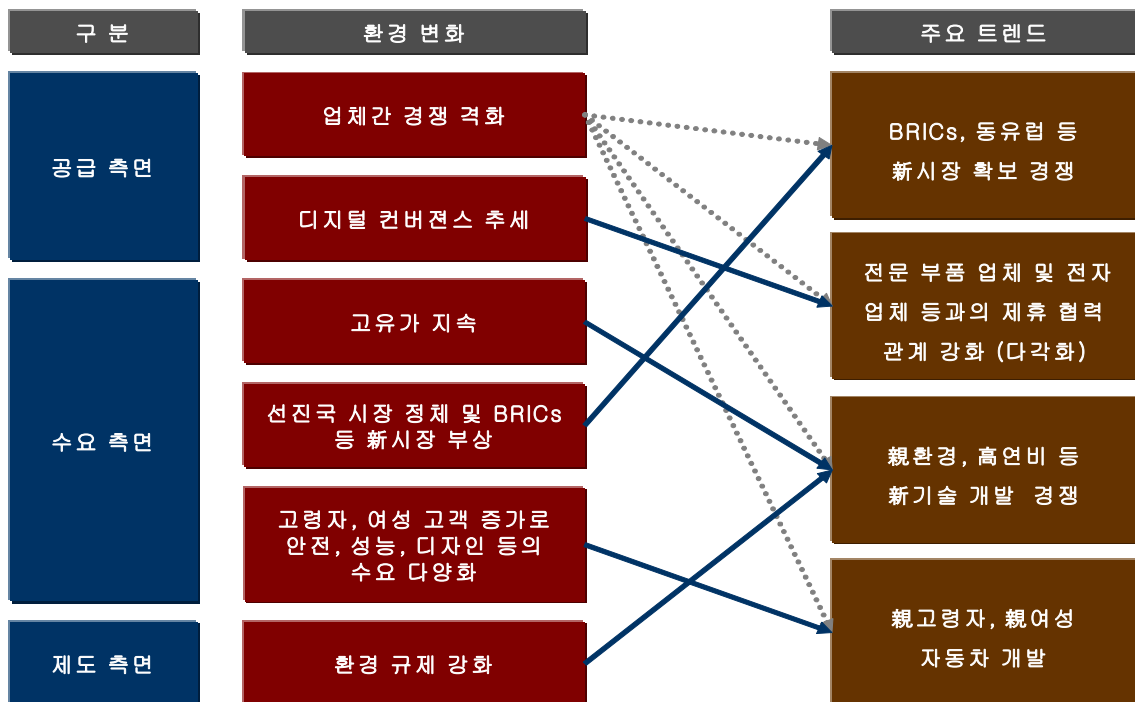 구 분
환경 변화
주요 트렌드
공급 측면
업체간 경쟁 격화
디지털 컨버젼스 추세
수요 측면
고유가 지속
선진국 시장 정체 및 BRICs
등 新시장 부상
고령자, 여성 고객 증가로
안전, 성능, 디자인 등의
수요 다양화
제도 측면
환경 규제 강화
BRICs, 동유럽 등
新시장 확보 경쟁
전문 부품 업체 및 전자
업체 등과의 제휴 협력
관계 강화 (다각화)
親환경, 高연비 등
新기술 개발 경쟁
親고령자, 親여성
자동차 개발